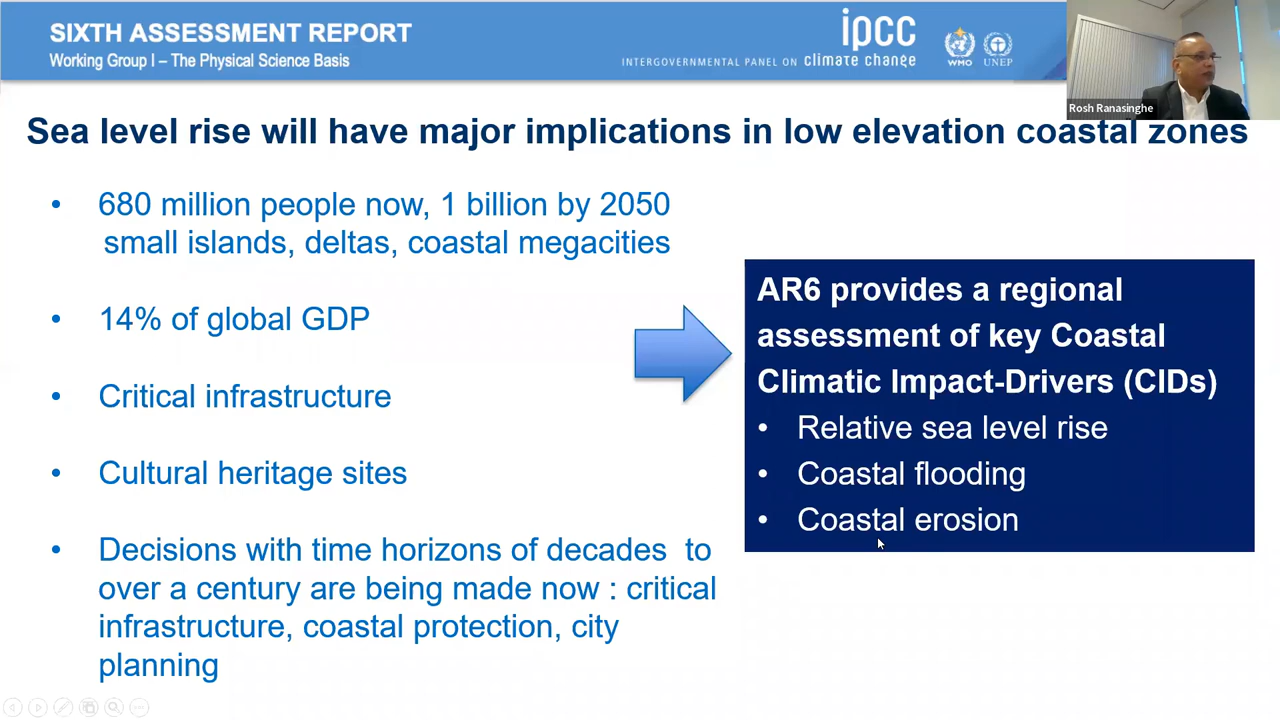 SIXTH ASSESSMENT REPORT
Working Group I – The Physical Science Basis
INTERGOVERNMENTAL PANEL ON climate change
ipcc
WMO
UNEP
Rosh Ranasinghe
Sea level rise will have major implications in low elevation coastal zones
• 680 million people now, 1 billion by 2050
small islands, deltas, coastal megacities
• 14% of global GDP
• Critical infrastructure
• Cultural heritage sites
• Decisions with time horizons of decades to
over a century are being made now : critical
infrastructure, coastal protection, city
planning
AR6 provides a regional
assessment of key Coastal
Climatic Impact-Drivers (CIDs)
• Relative sea level rise
• Coastal flooding
• Coastal erosion